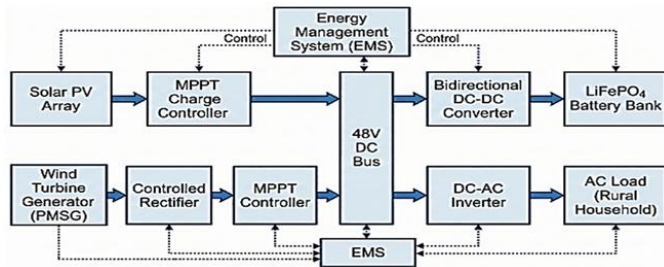 Energy
Management
System (EMS)
Control
Control
Solar PV
Array
MPPT
Charge
Controller
48V
DC
Bus
Bidirectional
DC-DC
Converter
LiFePO₄
Battery Bank
Wind
Turbine
Generator
(PMSG)
Controlled
Rectifier
MPPT
Controller
DC-AC
Inverter
AC Load
(Rural
Household)
EMS